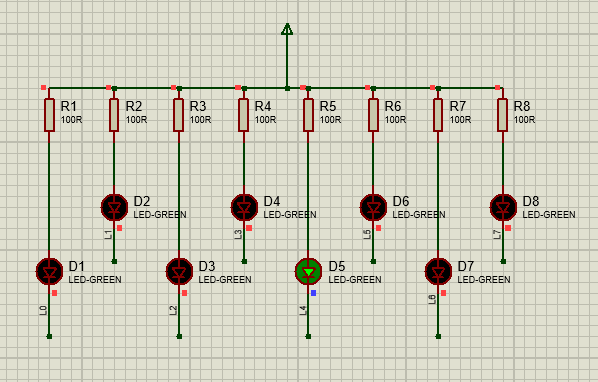 R1
100R
R2
100R
R3
100R
R4
100R
R5
100R
R6
100R
R7
100R
R8
100R
D2
LED-GREEN
L1
D4
LED-GREEN
L3
D6
LED-GREEN
L5
D8
LED-GREEN
L7
D1
LED-GREEN
L0
D3
LED-GREEN
L2
D5
LED-GREEN
L4
D7
LED-GREEN
L6